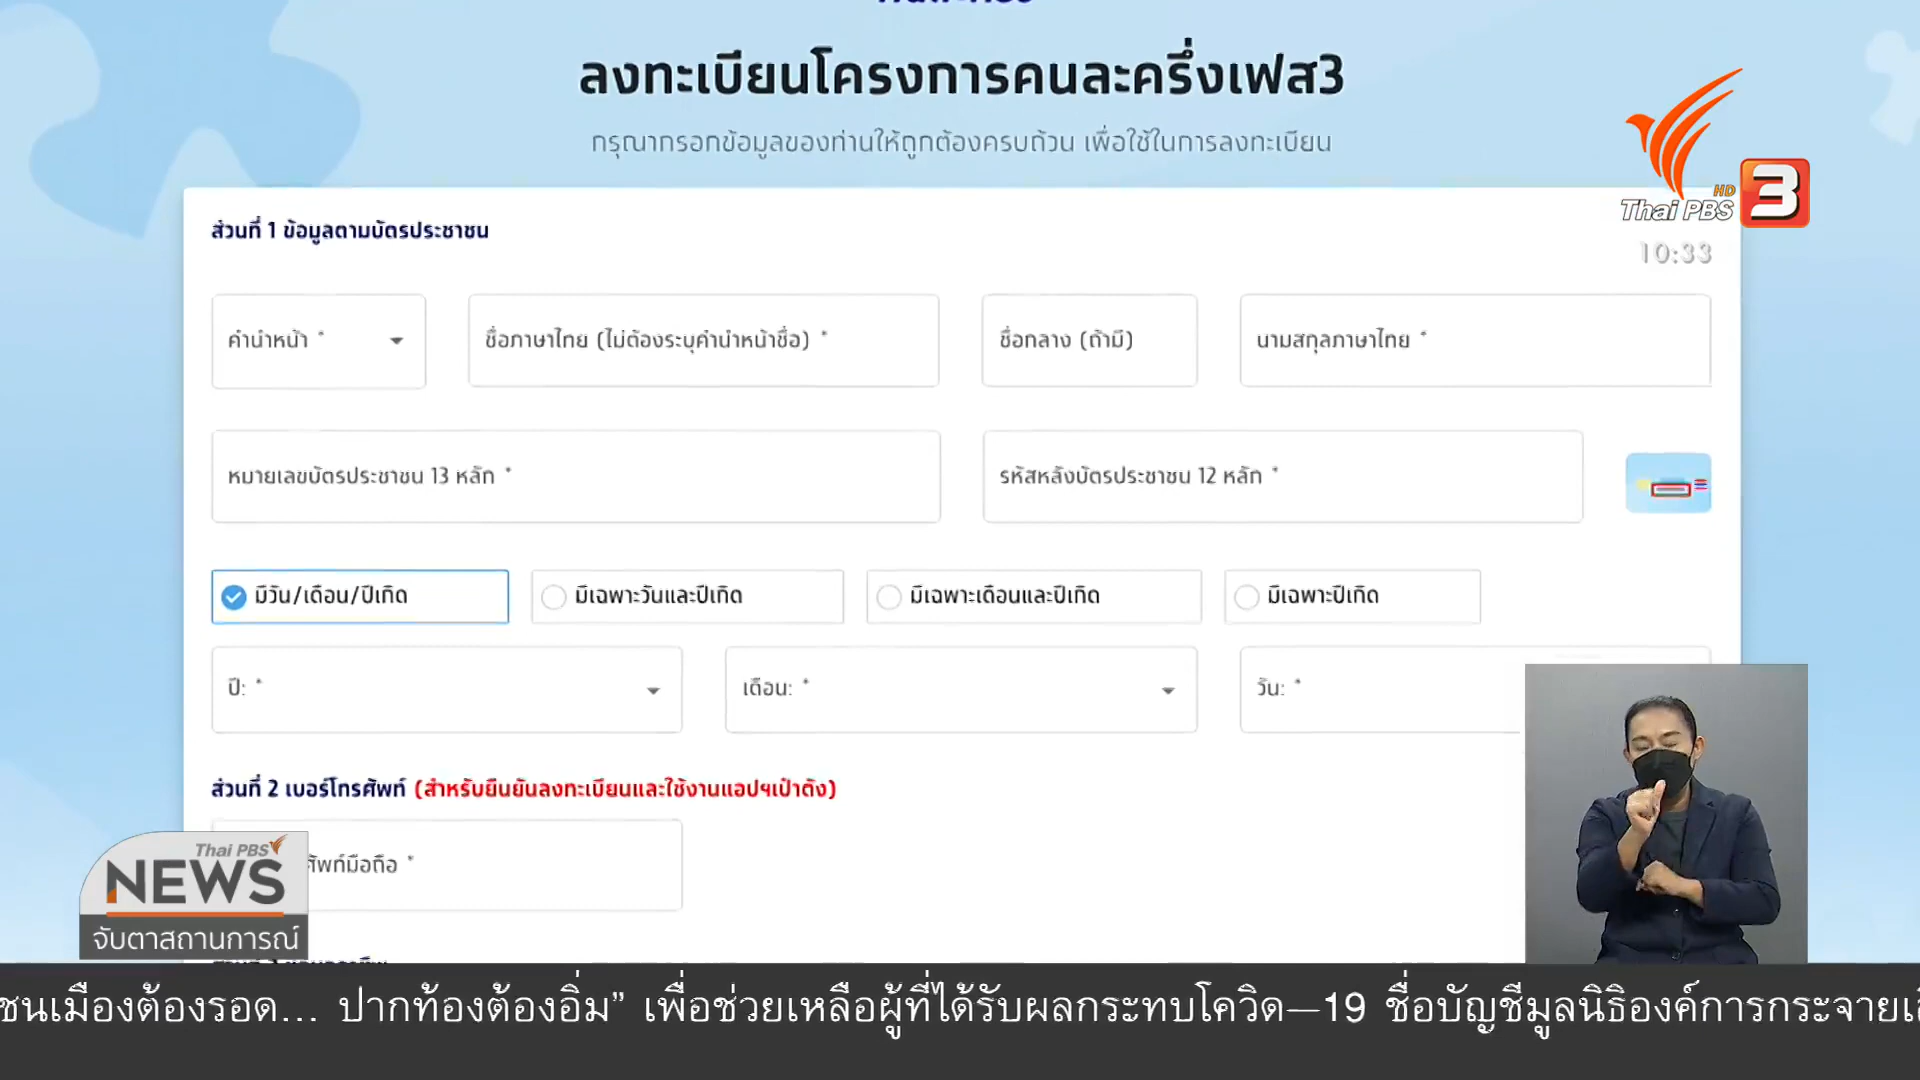 ลงทะเบียนโครงการคนละครึ่งเฟส3
กรุณากรอกข้อมูลของท่านให้ถูกต้องครบถ้วน เพื่อใช้ในการลงทะเบียน
HD
Thai PBS 3
10:33
ส่วนที่ 1 ข้อมูลตามบัตรประชาชน
คำนำหน้า *
ชื่อภาษาไทย (ไม่ต้องระบุคำนำหน้าชื่อ) *
ชื่อกลาง (ถ้ามี)
นามสกุลภาษาไทย *
หมายเลขบัตรประชาชน 13 หลัก *
รหัสหลังบัตรประชาชน 12 หลัก *
มีวัน/เดือน/ปีเกิด
มีเฉพาะวันและปีเกิด
มีเฉพาะเดือนและปีเกิด
มีเฉพาะปีเกิด
ปี: *
เดือน: *
วัน: *
ส่วนที่ 2 เบอร์โทรศัพท์ (สำหรับยืนยันลงทะเบียนและใช้งานแอปฯเป๋าตัง)
ศัพท์มือถือ *
Thai PBS
NEWS
จับตาสถานการณ์
ชนเมืองต้องรอด... ปากท้องต้องอิ่ม” เพื่อช่วยเหลือผู้ที่ได้รับผลกระทบโควิด–19 ชื่อบัญชีมูลนิธิองค์การกระจายเ